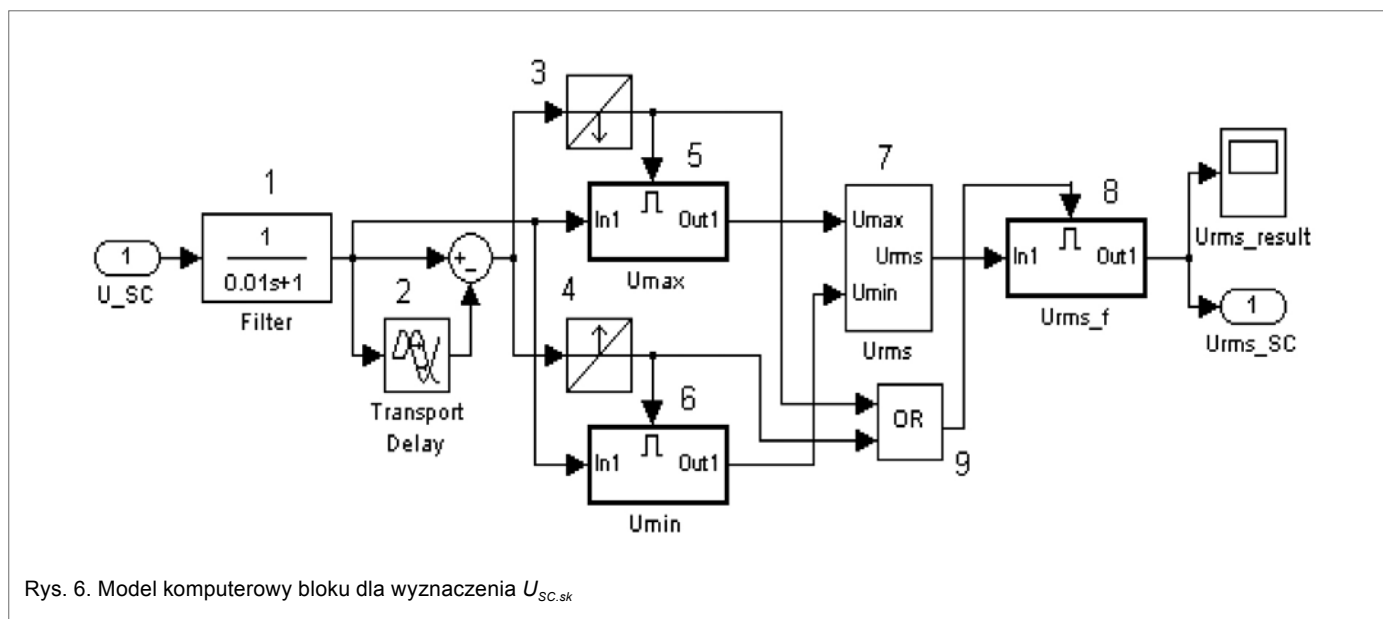 3
5
7
1
8
In1
Out1
Umax
Umax
Urms
Umin
Urms
In1
Out1
Urms_f
Urms_result
1
U_SC
1
0.01s+1
Filter
2
Transport
Delay
4
6
In1
Out1
Umin
OR
9
1
Urms_SC
Rys. 6. Model komputerowy bloku dla wyznaczenia U_SC.sk